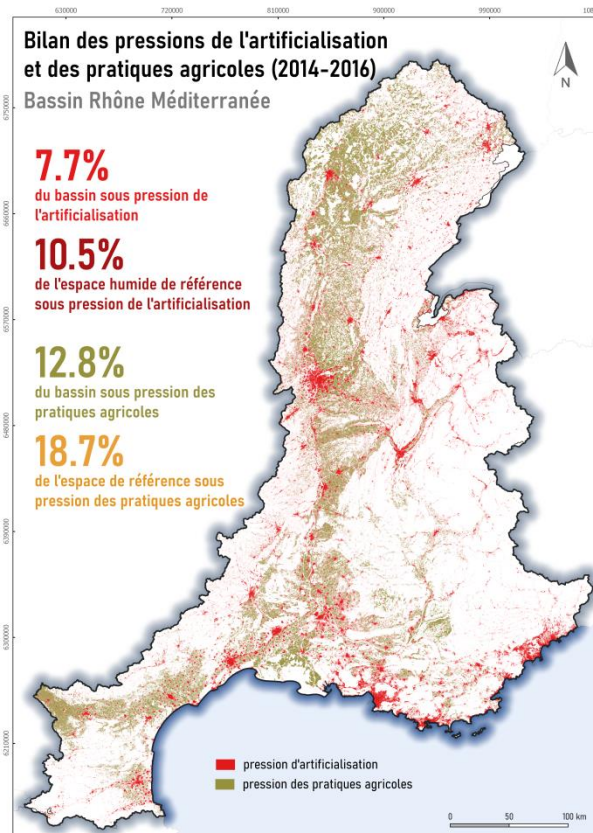 630000 720000 810000 900000 990000
Bilan des pressions de l'artificialisation
et des pratiques agricoles (2014-2016)
Bassin Rhône Méditerranée
N
7.7%
du bassin sous pression de
l'artificialisation
10.5%
de l'espace humide de référence
sous pression de l'artificialisation
12.8%
du bassin sous pression des
pratiques agricoles
18.7%
de l'espace de référence sous
pression des pratiques agricoles
6750000
6660000
6570000
6480000
6390000
6300000
6210000
pression d'artificialisation
pression des pratiques agricoles
0 50 100 km